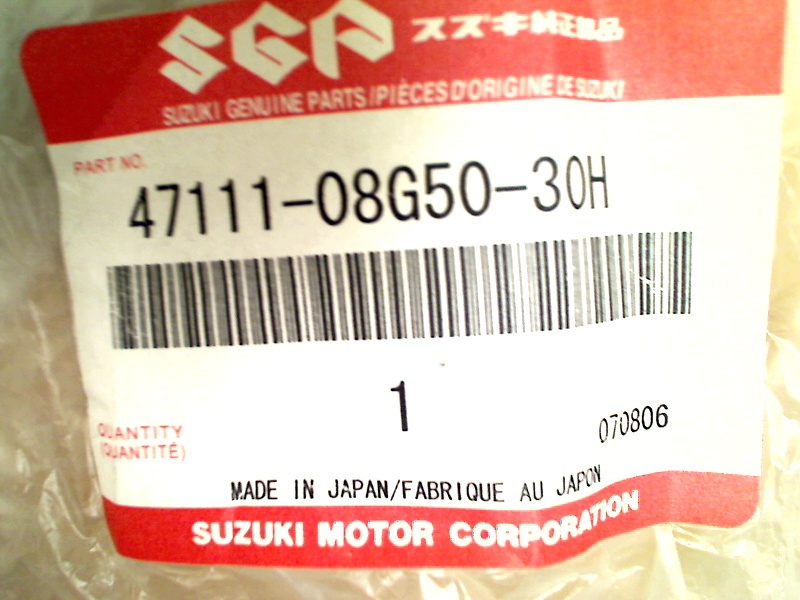 SGP スズキ純正部品
SUZUKI GENUINE PARTS/PIÈCES D'ORIGINE DE SUZUKI
PART NO.
47111-08G50-30H
1
070806
QUANTITY
(QUANTITÉ)
MADE IN JAPAN/FABRIQUE AU JAPON
SUZUKI MOTOR CORPORATION